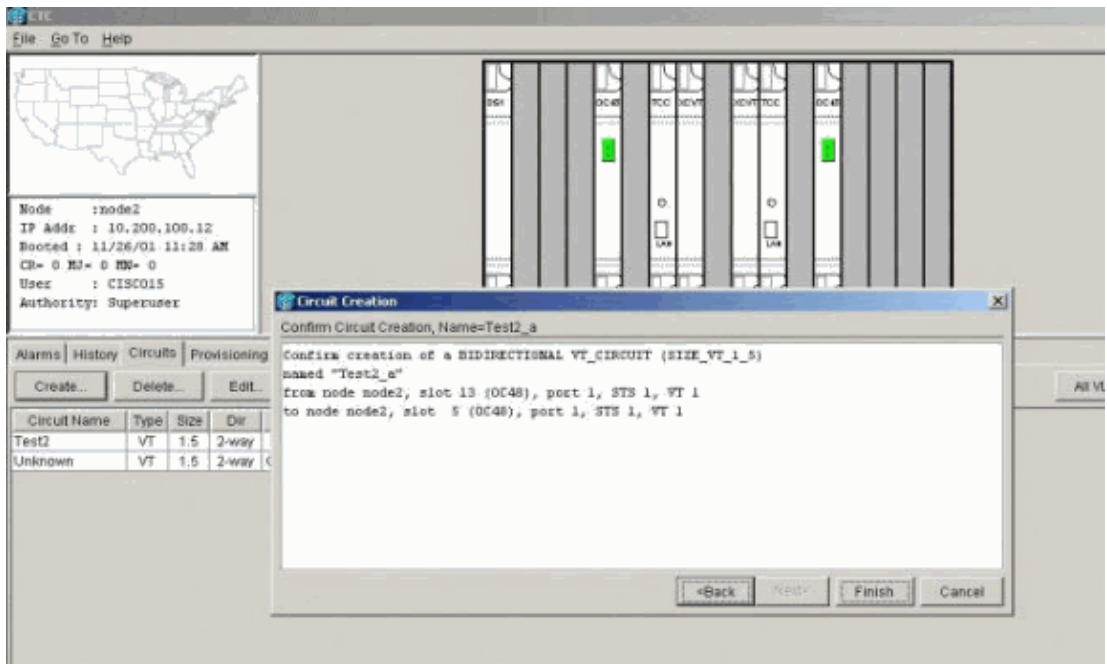 CTC
File Go To Help
DS1 OC48 TCC XCVT XCVT TCC OC48
LAN LAN
Node :node2
IP Addr : 10.200.100.12
Booted : 11/26/01 11:28 AM
CR= 0 MJ= 0 MN= 0
User : CISCO15
Authority: Superuser
Alarms History Circuits Provisioning
Create... Delete... Edit... All VL
Circuit Name Type Size Dir
Test2 VT 1.5 2-way
Unknown VT 1.5 2-way
Circuit Creation
Confirm Circuit Creation, Name=Test2_a
Confirm creation of a BIDIRECTIONAL VT_CIRCUIT (SIZE_VT_1_5)
named "Test2_a"
from node node2, slot 13 (OC48), port 1, STS 1, VT 1
to node node2, slot 5 (OC48), port 1, STS 1, VT 1
<Back Next> Finish Cancel